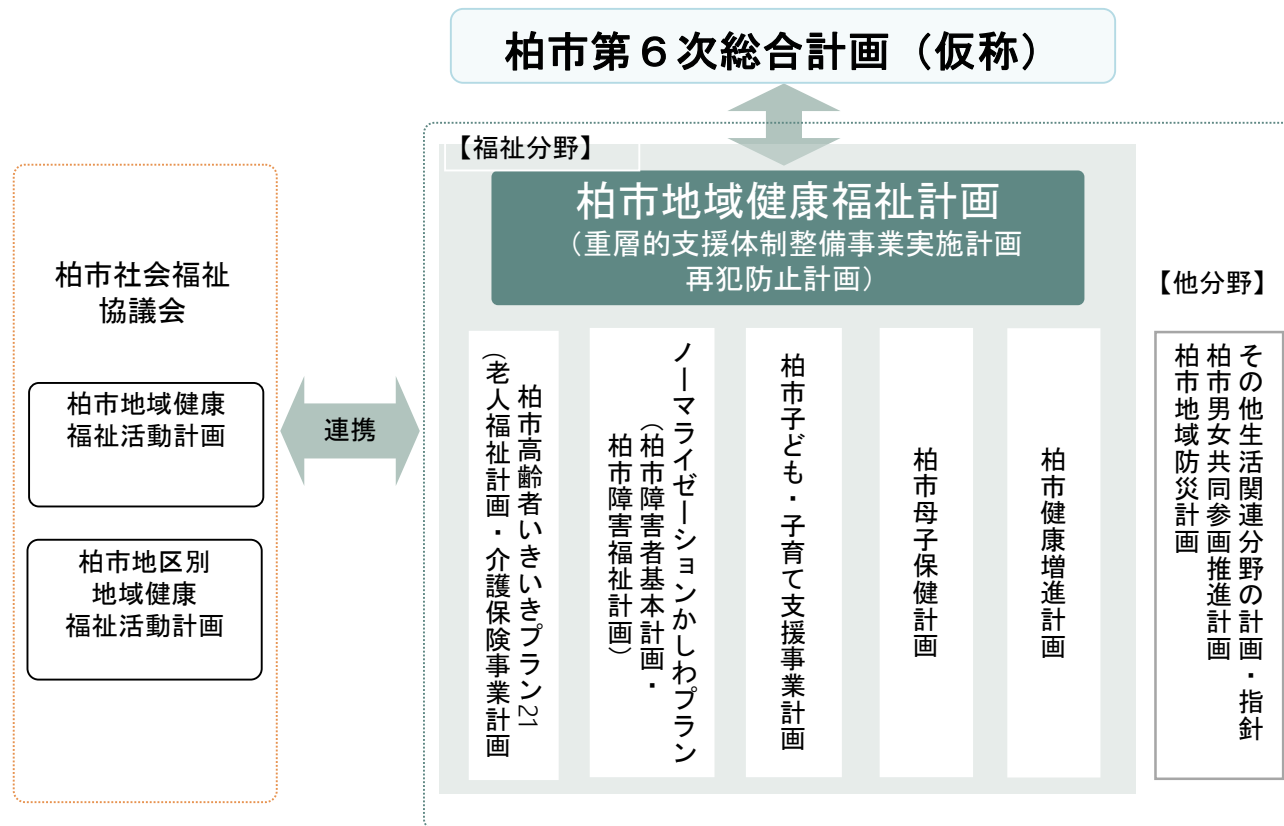 柏市第６次総合計画（仮称）
【福祉分野】
柏市地域健康福祉計画
（重層的支援体制整備事業実施計画
再犯防止計画）
柏市社会福祉
協議会
柏市地域健康
福祉活動計画
柏市地区別
地域健康
福祉活動計画
連携
柏市高齢者いきいきプラン21
（老人福祉計画・介護保険事業計画
ノーマライゼーションかしわプラン
（柏市障害者基本計画・
柏市障害福祉計画）
柏市子ども・子育て支援事業計画
柏市母子保健計画
柏市健康増進計画
【他分野】
その他生活関連分野の計画・指針
柏市男女共同参画推進計画
柏市地域防災計画